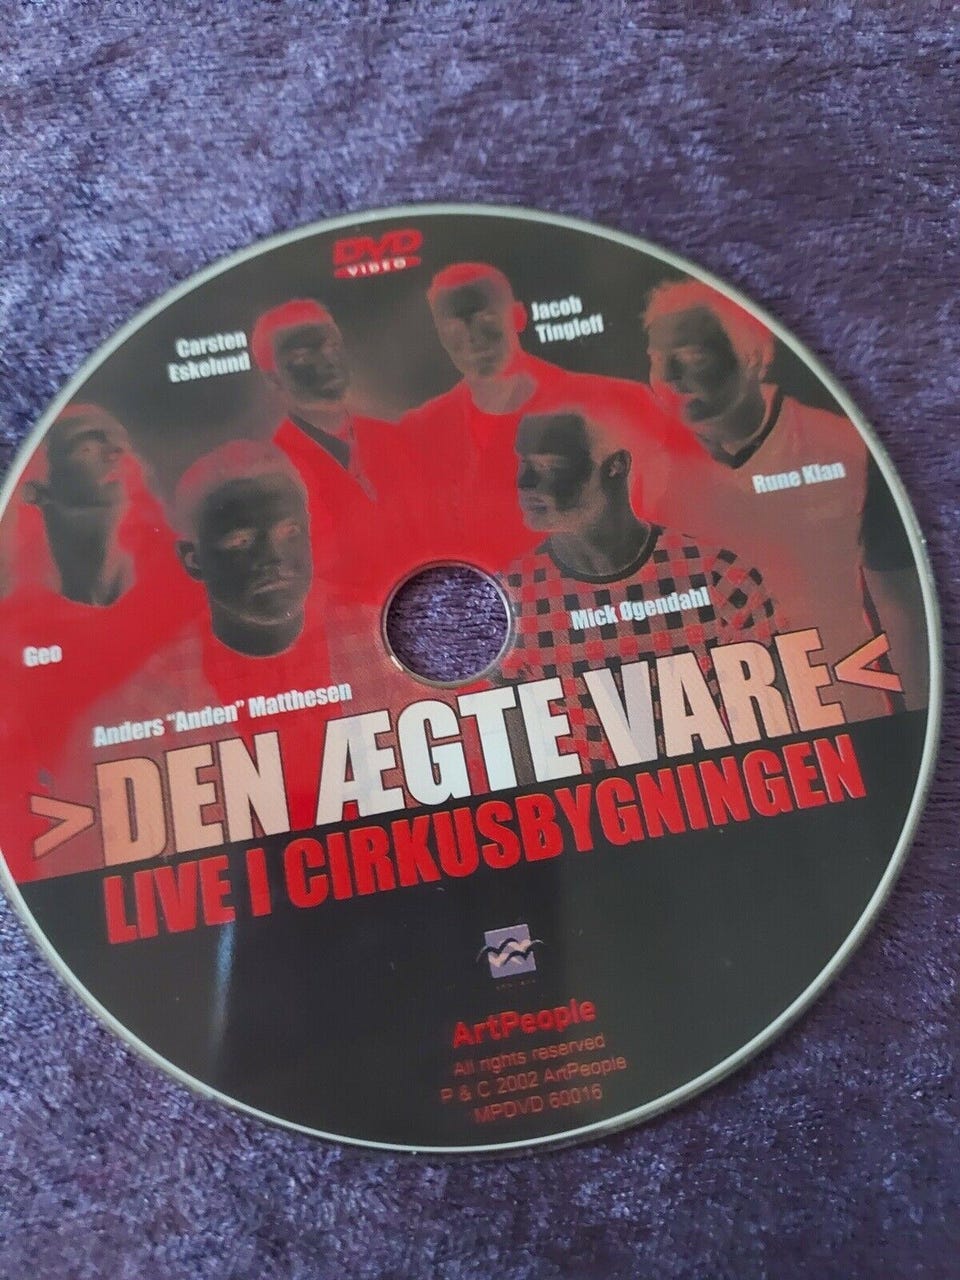 DVD
VIDEO
Carsten
Eskelund
Jacob
Tingleff
Rune Klan
Mick Øgendahl
Geo
Anders "Anden" Matthesen
>DEN ÆGTE VARE<
LIVE I CIRKUSBYGNINGEN
ArtPeople
All rights reserved
P & C 2002 ArtPeople
MPDVD 60016